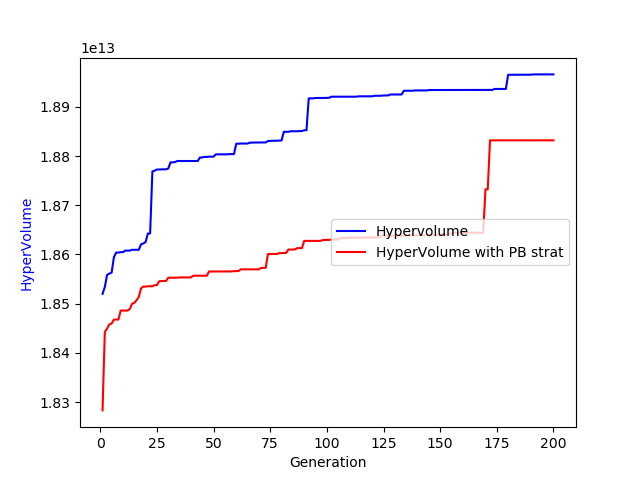 1e13
1.89
1.88
1.87
1.86
1.85
1.84
1.83
HyperVolume
Hypervolume
HyperVolume with PB strat
0 25 50 75 100 125 150 175 200
Generation